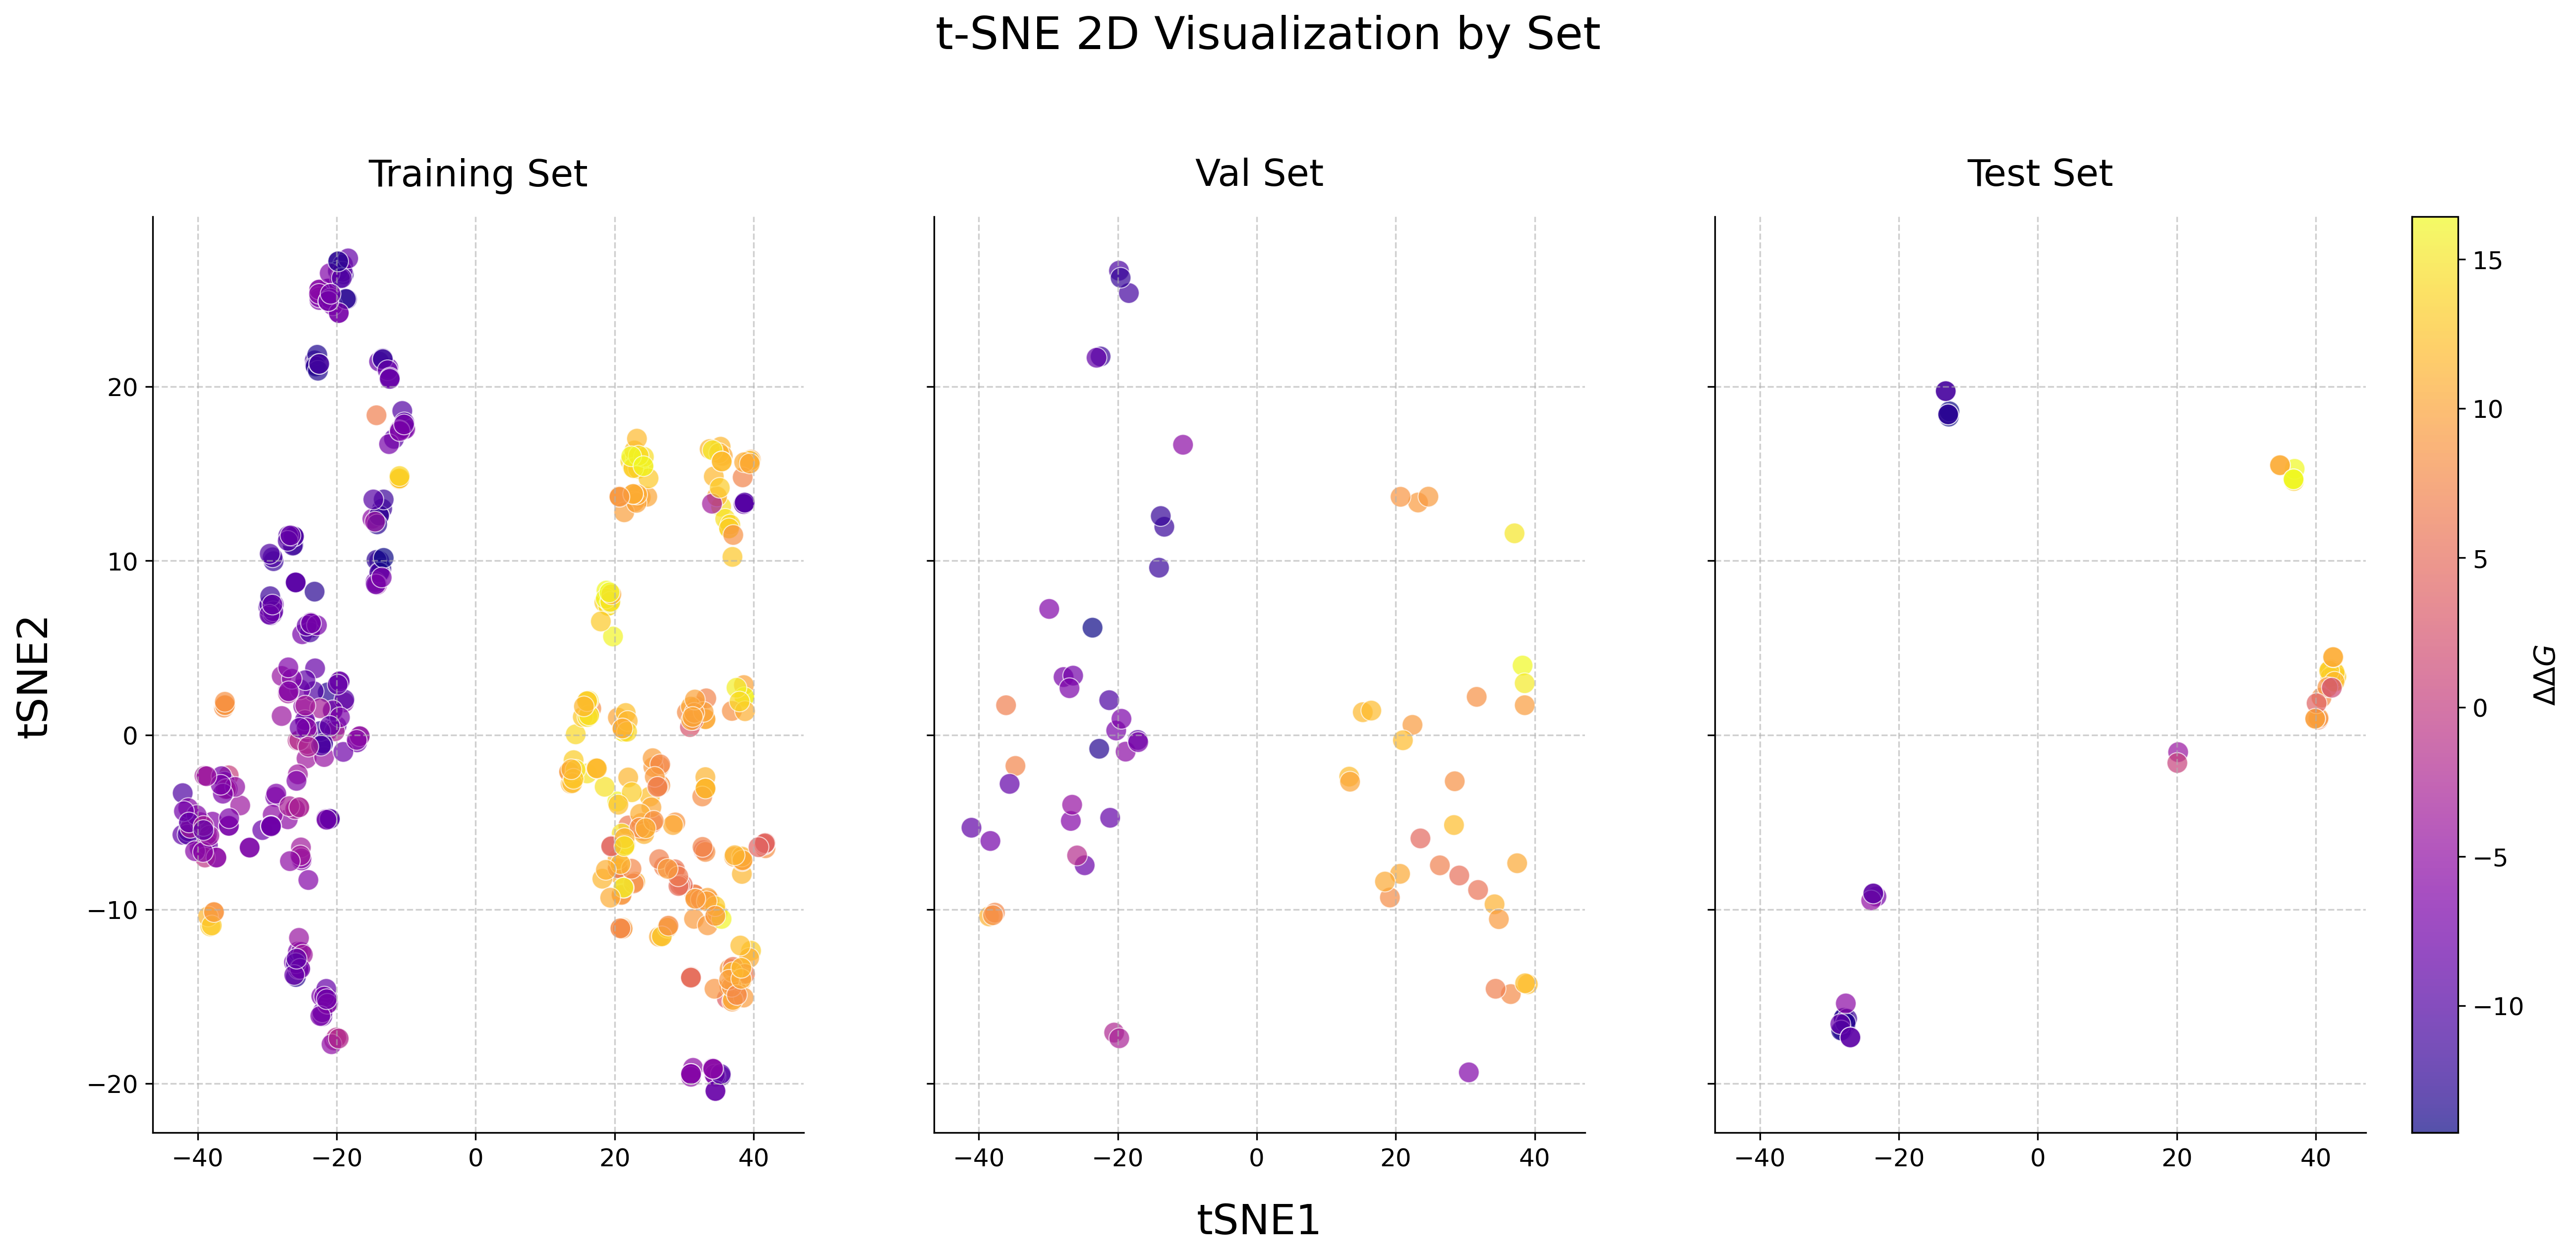 t-SNE 2D Visualization by Set
Training Set
Val Set
Test Set
tSNE2
20
10
0
−10
−20
−40 −20 0 20 40
−40 −20 0 20 40
−40 −20 0 20 40
tSNE1
15
10
5
0
−5
−10
ΔΔG